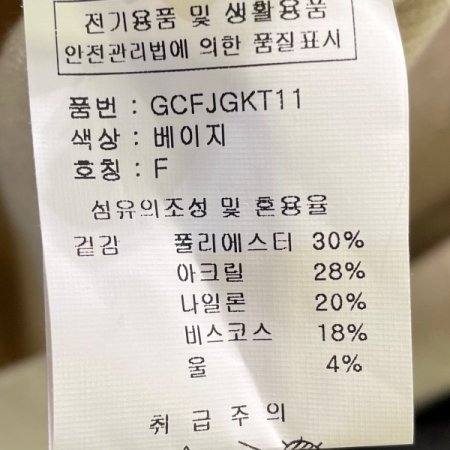 전기용품 및 생활용품
안전관리법에 의한 품질표시
품번 : GCFJGKT11
색상 : 베이지
호칭 : F
섬유의조성 및 혼용율
겉감 폴리에스터 30%
아크릴 28%
나일론 20%
비스코스 18%
울 4%
취급주의